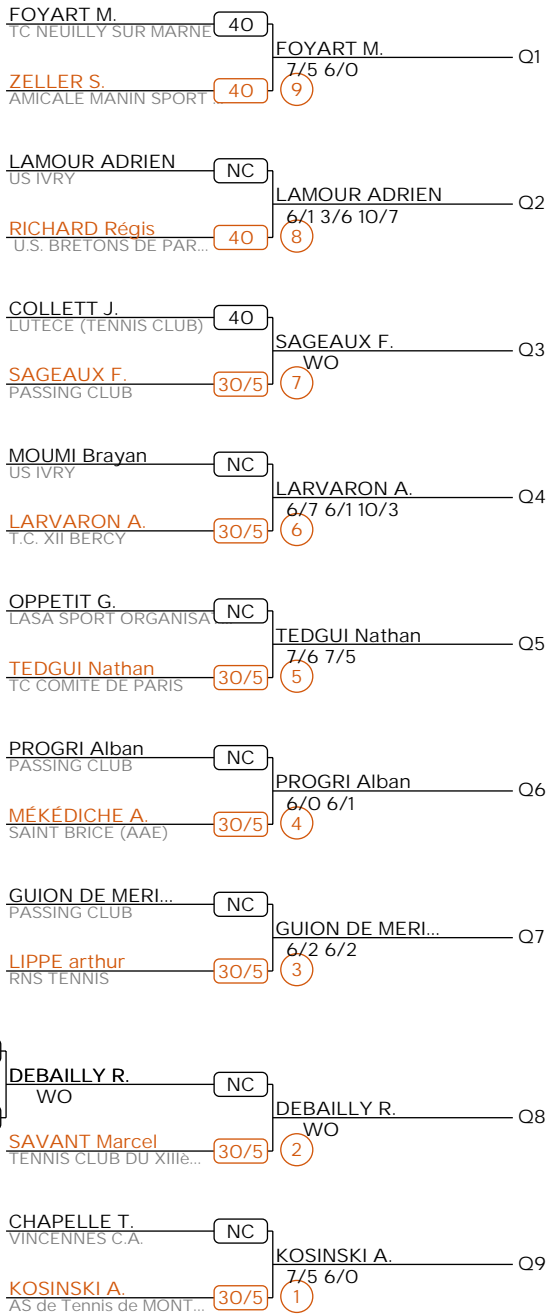 FOYART M.
TC NEUILLY SUR MARNE
40
FOYART M.
7/5 6/0
Q1
ZELLER S.
AMICALE MANIN SPORT ...
40
9
LAMOUR ADRIEN
US IVRY
NC
LAMOUR ADRIEN
6/1 3/6 10/7
Q2
RICHARD Régis
U.S. BRETONS DE PAR...
40
8
COLLETT J.
LUTECE (TENNIS CLUB)
40
SAGEAUX F.
WO
Q3
SAGEAUX F.
PASSING CLUB
30/5
7
MOUMI Brayan
US IVRY
NC
LARVARON A.
6/7 6/1 10/3
Q4
LARVARON A.
T.C. XII BERCY
30/5
6
OPPETIT G.
LASA SPORT ORGANISA...
NC
TEDGUI Nathan
7/6 7/5
Q5
TEDGUI Nathan
TC COMITE DE PARIS
30/5
5
PROGRI Alban
PASSING CLUB
NC
PROGRI Alban
6/0 6/1
Q6
MÉKÉDICHE A.
SAINT BRICE (AAE)
30/5
4
GUION DE MERI...
PASSING CLUB
NC
GUION DE MERI...
6/2 6/2
Q7
LIPPE arthur
RNS TENNIS
30/5
3
DEBAILLY R.
WO
NC
DEBAILLY R.
WO
Q8
SAVANT Marcel
TENNIS CLUB DU XIIIè...
30/5
2
CHAPELLE T.
VINCENNES C.A.
NC
KOSINSKI A.
7/5 6/0
Q9
KOSINSKI A.
AS de Tennis de MONT...
30/5
1